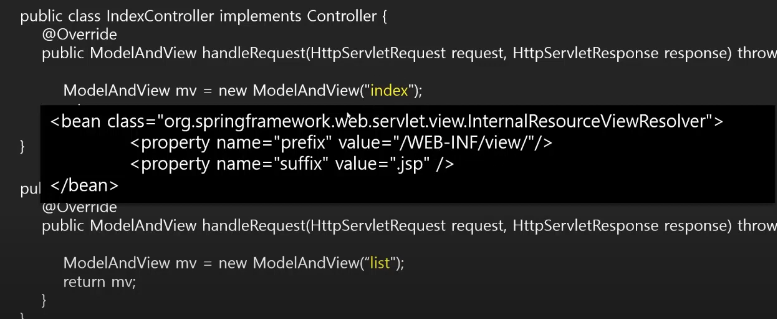 public class IndexController implements Controller {
@Override
public ModelAndView handleRequest(HttpServletRequest request, HttpServletResponse response) throw
ModelAndView mv = new ModelAndView("index");
<bean class="org.springframework.web.servlet.view.InternalResourceViewResolver">
<property name="prefix" value="/WEB-INF/view/"/>
<property name="suffix" value=".jsp" />
}
</bean>
pul
@Override
public ModelAndView handleRequest(HttpServletRequest request, HttpServletResponse response) throw
ModelAndView mv = new ModelAndView(“list");
return mv;
}
}